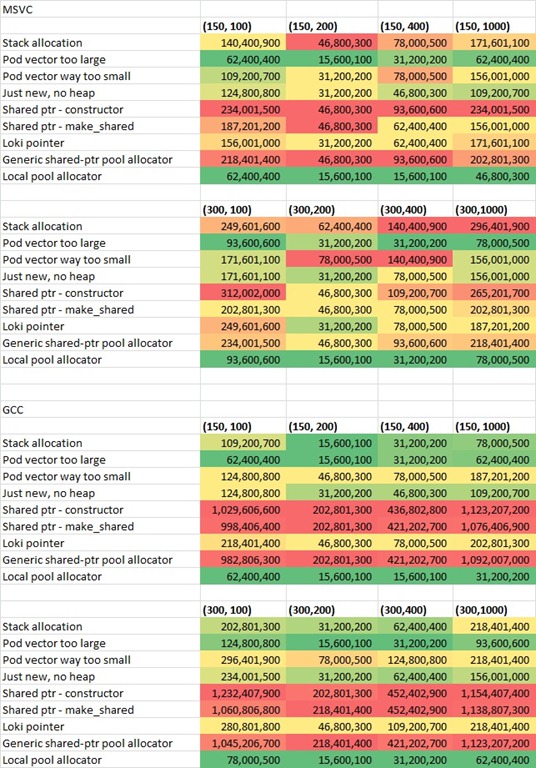 MSVC
(150, 100) (150, 200) (150, 400) (150, 1000)
Stack allocation 140,400,900 46,800,300 78,000,500 171,601,100
Pod vector too large 62,400,400 15,600,100 31,200,200 62,400,400
Pod vector way too small 109,200,700 31,200,200 78,000,500 156,001,000
Just new, no heap 124,800,800 31,200,200 46,800,300 109,200,700
Shared ptr - constructor 234,001,500 46,800,300 93,600,600 234,001,500
Shared ptr - make_shared 187,201,200 46,800,300 62,400,400 156,001,000
Loki pointer 156,001,000 31,200,200 62,400,400 171,601,100
Generic shared-ptr pool allocator 218,401,400 46,800,300 93,600,600 202,801,300
Local pool allocator 62,400,400 15,600,100 15,600,100 46,800,300
(300, 100) (300,200) (300,400) (300,1000)
Stack allocation 249,601,600 62,400,400 140,400,900 296,401,900
Pod vector too large 93,600,600 31,200,200 31,200,200 78,000,500
Pod vector way too small 171,601,100 78,000,500 140,400,900 156,001,000
Just new, no heap 171,601,100 31,200,200 78,000,500 156,001,000
Shared ptr - constructor 312,002,000 46,800,300 109,200,700 265,201,700
Shared ptr - make_shared 202,801,300 46,800,300 78,000,500 202,801,300
Loki pointer 249,601,600 31,200,200 78,000,500 187,201,200
Generic shared-ptr pool allocator 234,001,500 46,800,300 93,600,600 218,401,400
Local pool allocator 93,600,600 15,600,100 31,200,200 78,000,500
GCC
(150, 100) (150, 200) (150, 400) (150, 1000)
Stack allocation 109,200,700 15,600,100 31,200,200 78,000,500
Pod vector too large 62,400,400 15,600,100 31,200,200 62,400,400
Pod vector way too small 124,800,800 46,800,300 78,000,500 187,201,200
Just new, no heap 124,800,800 31,200,200 46,800,300 109,200,700
Shared ptr - constructor 1,029,606,600 202,801,300 436,802,800 1,123,207,200
Shared ptr - make_shared 998,406,400 202,801,300 421,202,700 1,076,406,900
Loki pointer 218,401,400 46,800,300 78,000,500 202,801,300
Generic shared-ptr pool allocator 982,806,300 202,801,300 421,202,700 1,092,007,000
Local pool allocator 62,400,400 15,600,100 15,600,100 31,200,200
(300, 100) (300,200) (300,400) (300,1000)
Stack allocation 202,801,300 31,200,200 62,400,400 218,401,400
Pod vector too large 124,800,800 15,600,100 31,200,200 93,600,600
Pod vector way too small 296,401,900 78,000,500 124,800,800 218,401,400
Just new, no heap 234,001,500 31,200,200 62,400,400 156,001,000
Shared ptr - constructor 1,232,407,900 202,801,300 452,402,900 1,154,407,400
Shared ptr - make_shared 1,060,806,800 218,401,400 452,402,900 1,138,807,300
Loki pointer 280,801,800 46,800,300 109,200,700 218,401,400
Generic shared-ptr pool allocator 1,045,206,700 218,401,400 421,202,700 1,123,207,200
Local pool allocator 78,000,500 15,600,100 31,200,200 62,400,400